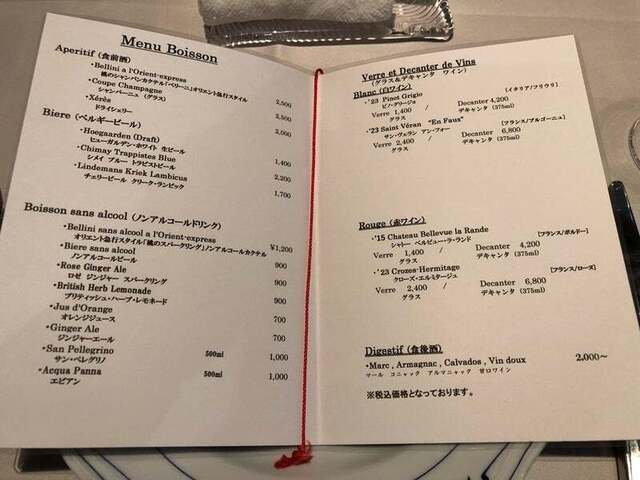 Menu Boisson
Aperitif (食前酒)
・Bellini a l'Orient-express
桃のシャンパンカクテル「ベリーニ」オリエント急行スタイル 2,500
・Coupe Champagne
シャンパーニュ (グラス) 2,500
・Xérès
ドライシェリー 2,000
Biere (ベルギービール)
・Hoegaarden (Draft)
ヒューガルデン・ホワイト 生ビール 1,400
・Chimay Trappistes Blue
シメイ ブルー トラピストビール 2,200
・Lindemans Kriek Lambicus
チェリービール クリーク・ランビック 1,700
Boisson sans alcool (ノンアルコールドリンク)
・Bellini sans alcool a l'Orient-express
オリエント急行スタイル「桃のスパークリング」ノンアルコールカクテル ¥1,200
・Biere sans alcool
ノンアルコールビール 900
・Rose Ginger Ale
ロゼ ジンジャー スパークリング 900
・British Herb Lemonade
ブリティッシュ・ハーブ・レモネード 900
・Jus d'Orange
オレンジジュース 700
・Ginger Ale
ジンジャーエール 700
・San Pellegrino 500ml
サン・ペレグリノ 1,000
・Acqua Panna 500ml 1,000
エビアン
Verre et Decanter de Vins
(グラス&デキャンタ ワイン)
Blanc (白ワイン)
・'23 Pinot Grigio [イタリア/フリウリ]
ピノ・グリージョ
Verre 1,400 / Decanter 4,200
グラス デキャンタ (375ml)
・'23 Saint Véran "En Faux" [フランス/ブルゴーニュ]
サン・ヴェラン アン・フォー
Verre 2,400 / Decanter 6,800
グラス デキャンタ (375ml)
Rouge (赤ワイン)
・'15 Chateau Bellevue la Rande [フランス/ボルドー]
シャトー ベルビュー・ラ・ランド
Verre 1,400 / Decanter 4,200
グラス デキャンタ (375ml)
・'23 Crozes-Hermitage [フランス/ローヌ]
クローズ・エルミタージュ
Verre 2,400 / Decanter 6,800
グラス デキャンタ (375ml)
Digestif (食後酒)
・Marc , Armagnac , Calvados , Vin doux 2,000~
マール コニャック アルマニャック 甘口ワイン
※税込価格となっております。